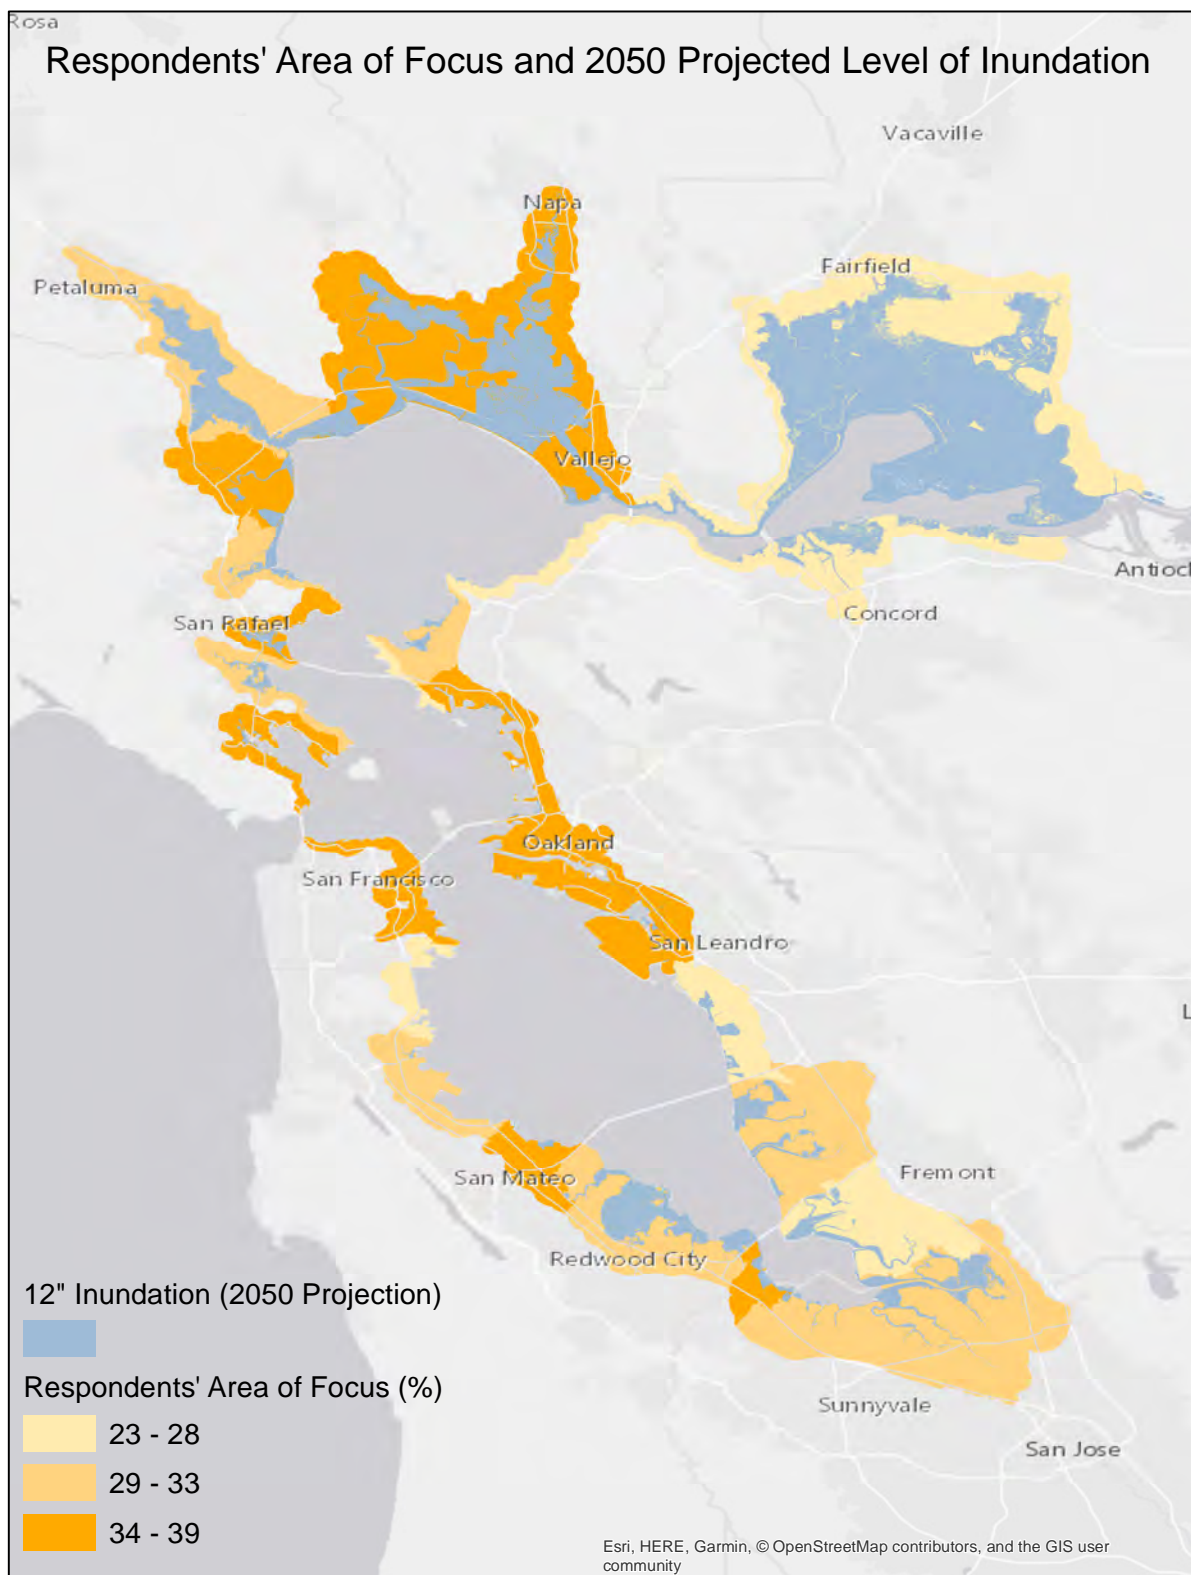 Rosa
Respondents' Area of Focus and 2050 Projected Level of Inundation
Vacaville
Napa
Fairfield
Petaluma
Vallejo
Antioch
Concord
San Rafael
Oakland
San Francisco
San Leandro
L
Fremont
San Mateo
Redwood City
12" Inundation (2050 Projection)
Respondents' Area of Focus (%)
23 - 28
29 - 33
34 - 39
Sunnyvale
San Jose
Esri, HERE, Garmin, © OpenStreetMap contributors, and the GIS user
community